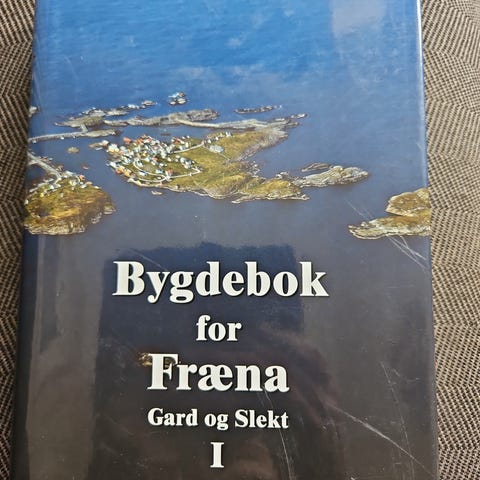 Bygdebok
for
Fræna
Gard og Slekt
I